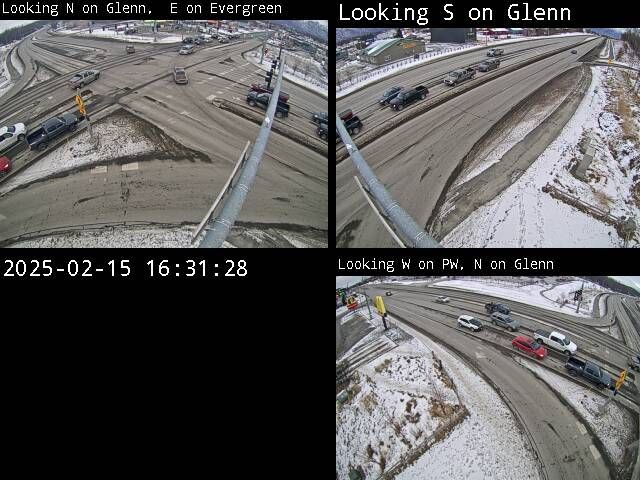 Looking N on Glenn,  E on Evergreen
Looking S on Glenn
2025-02-15 16:31:28
Looking W on PW, N on Glenn